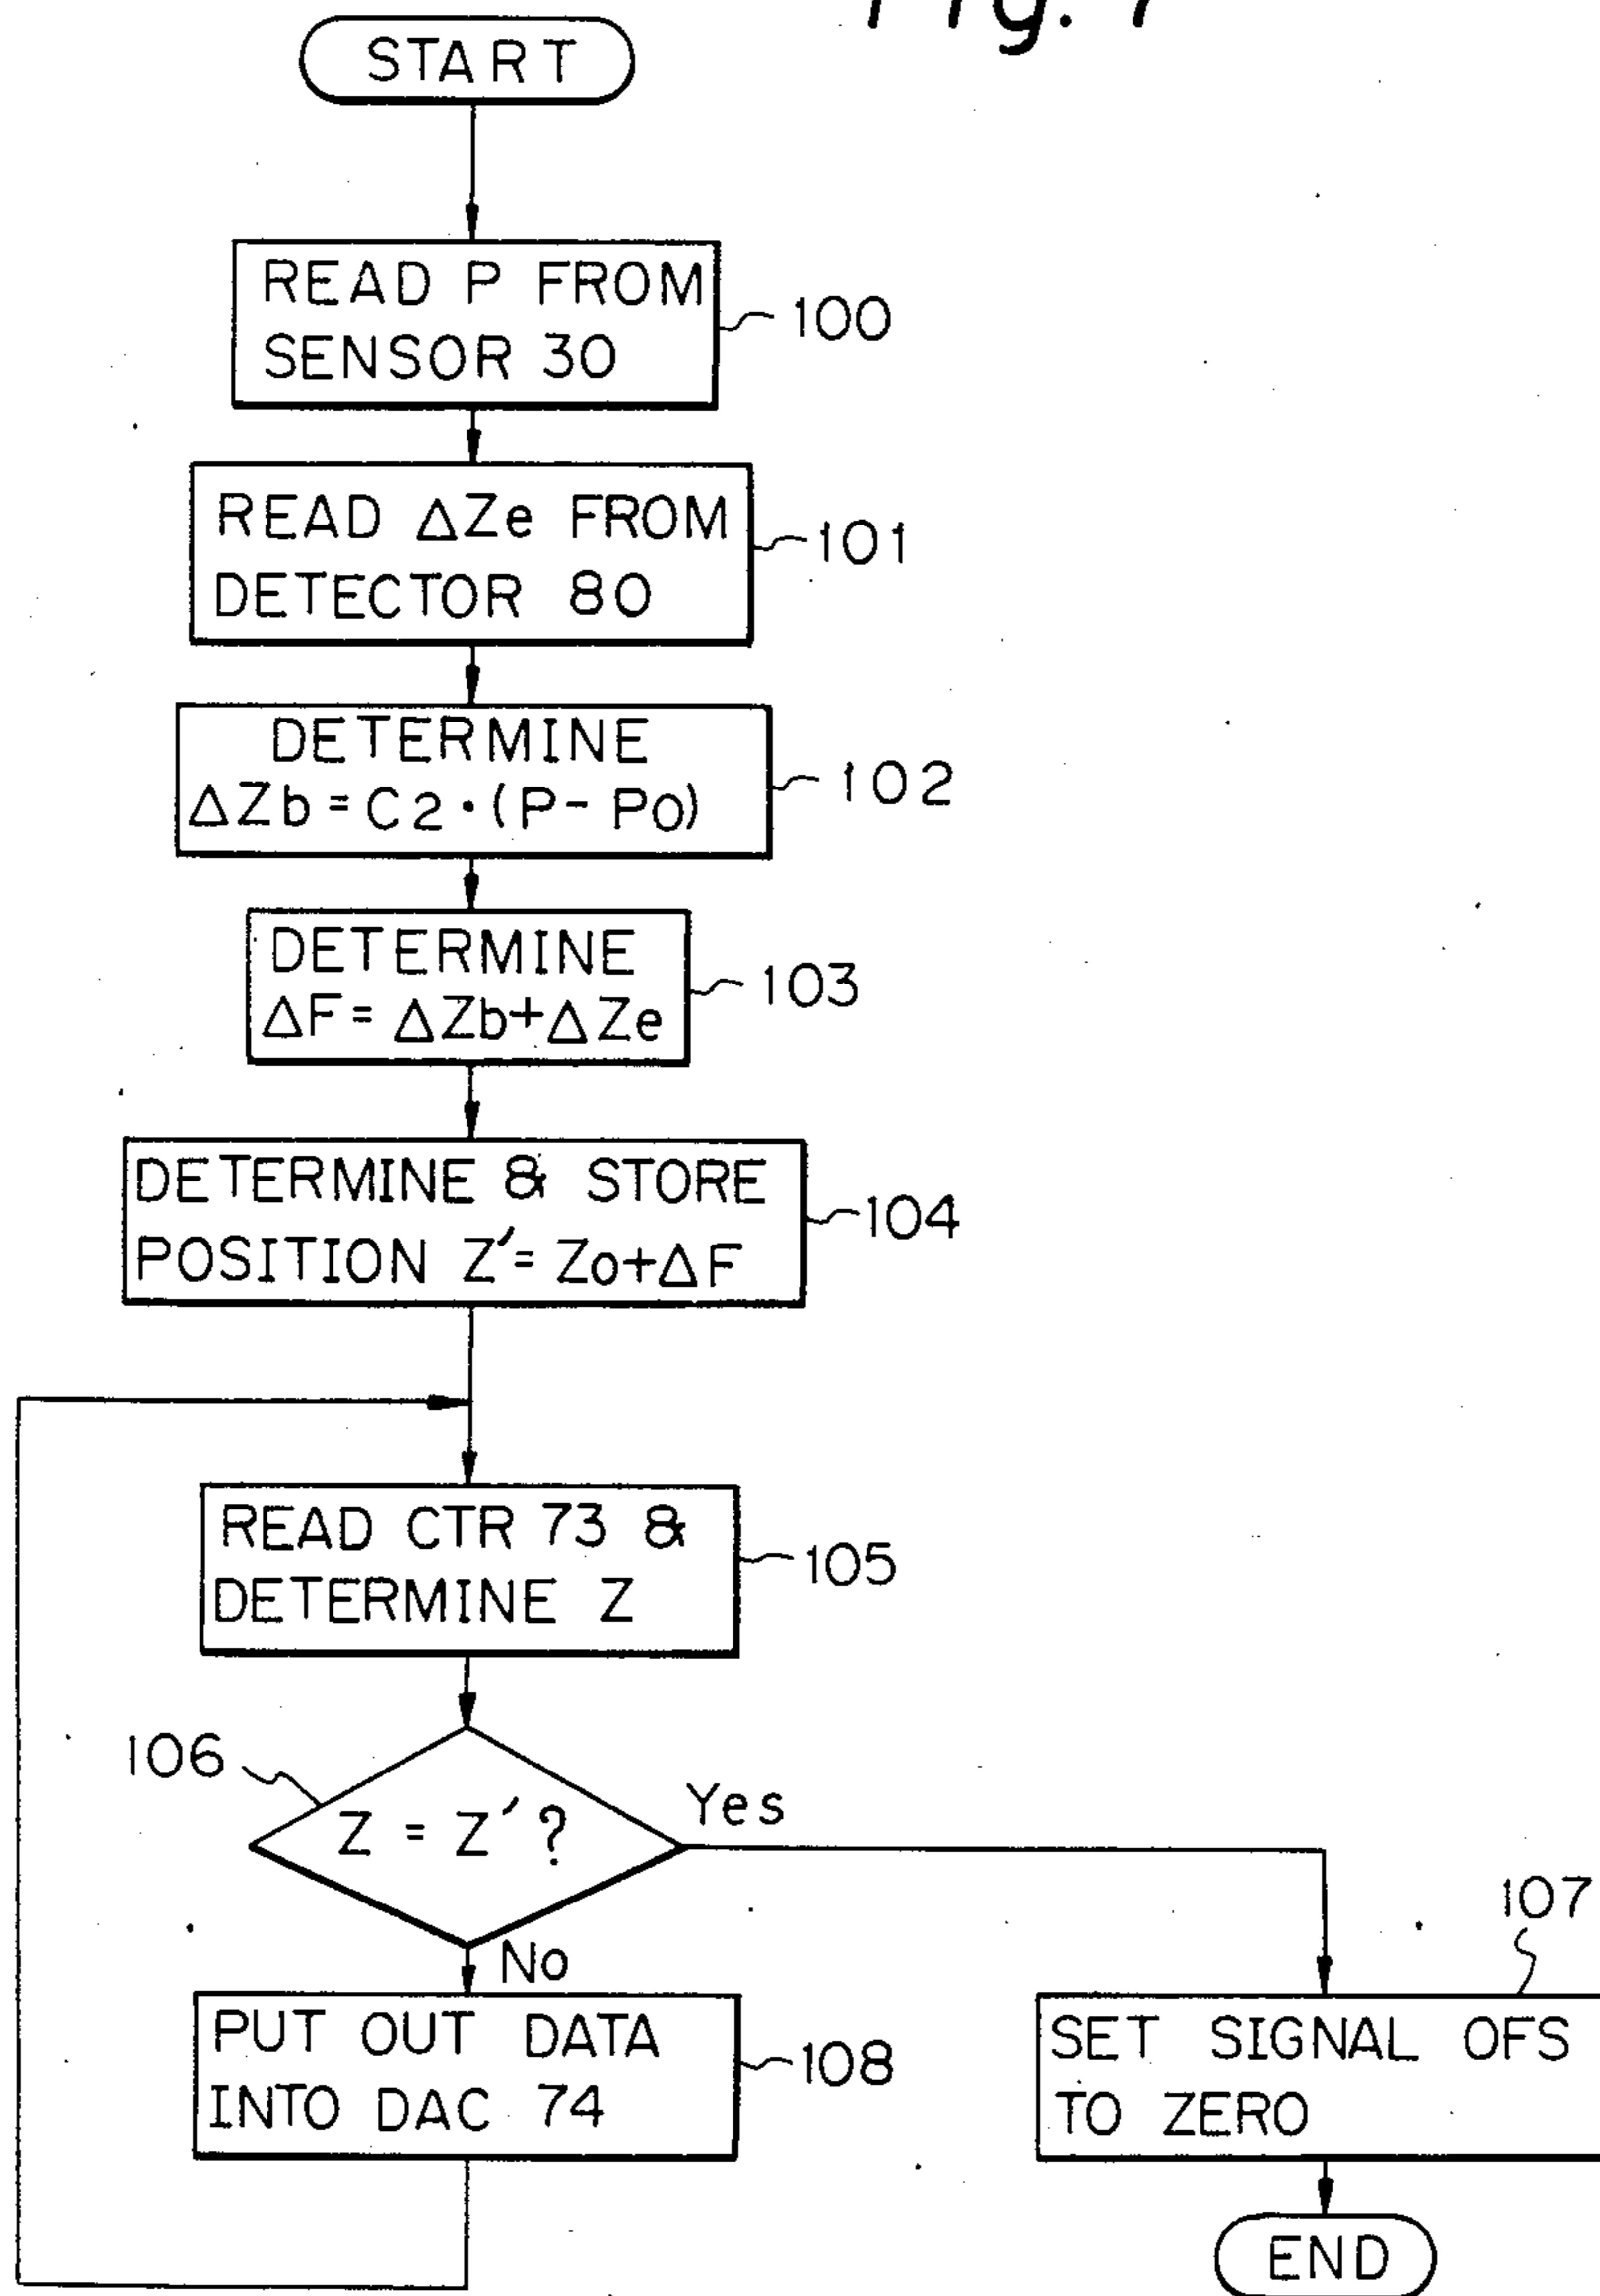 Fig. 7
START
READ P FROM
SENSOR 30
100
READ ΔZe FROM
DETECTOR 80
101
DETERMINE
ΔZb = C2・(P - Po)
102
DETERMINE
ΔF = ΔZb + ΔZe
103
DETERMINE & STORE
POSITION Z' = Zo + ΔF
104
READ CTR 73 &
DETERMINE Z
105
106
Z = Z' ?
Yes
No
107
PUT OUT DATA
INTO DAC 74
108
SET SIGNAL OFS
TO ZERO
END